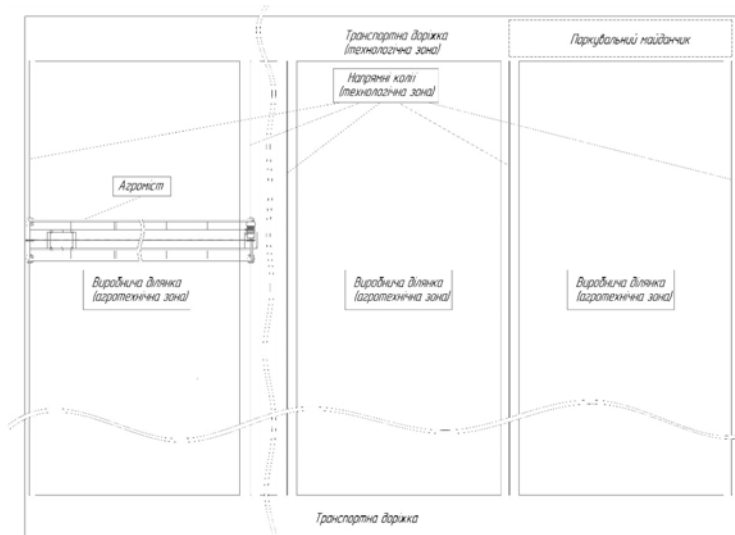 Транспортна доріжка
(технологічна зона)
Паркувальний майданчик
Напрямні колії
(технологічна зона)
Агроміст
Виробнича ділянка
(агротехнічна зона)
Виробнича ділянка
(агротехнічна зона)
Виробнича ділянка
(агротехнічна зона)
Транспортна доріжка